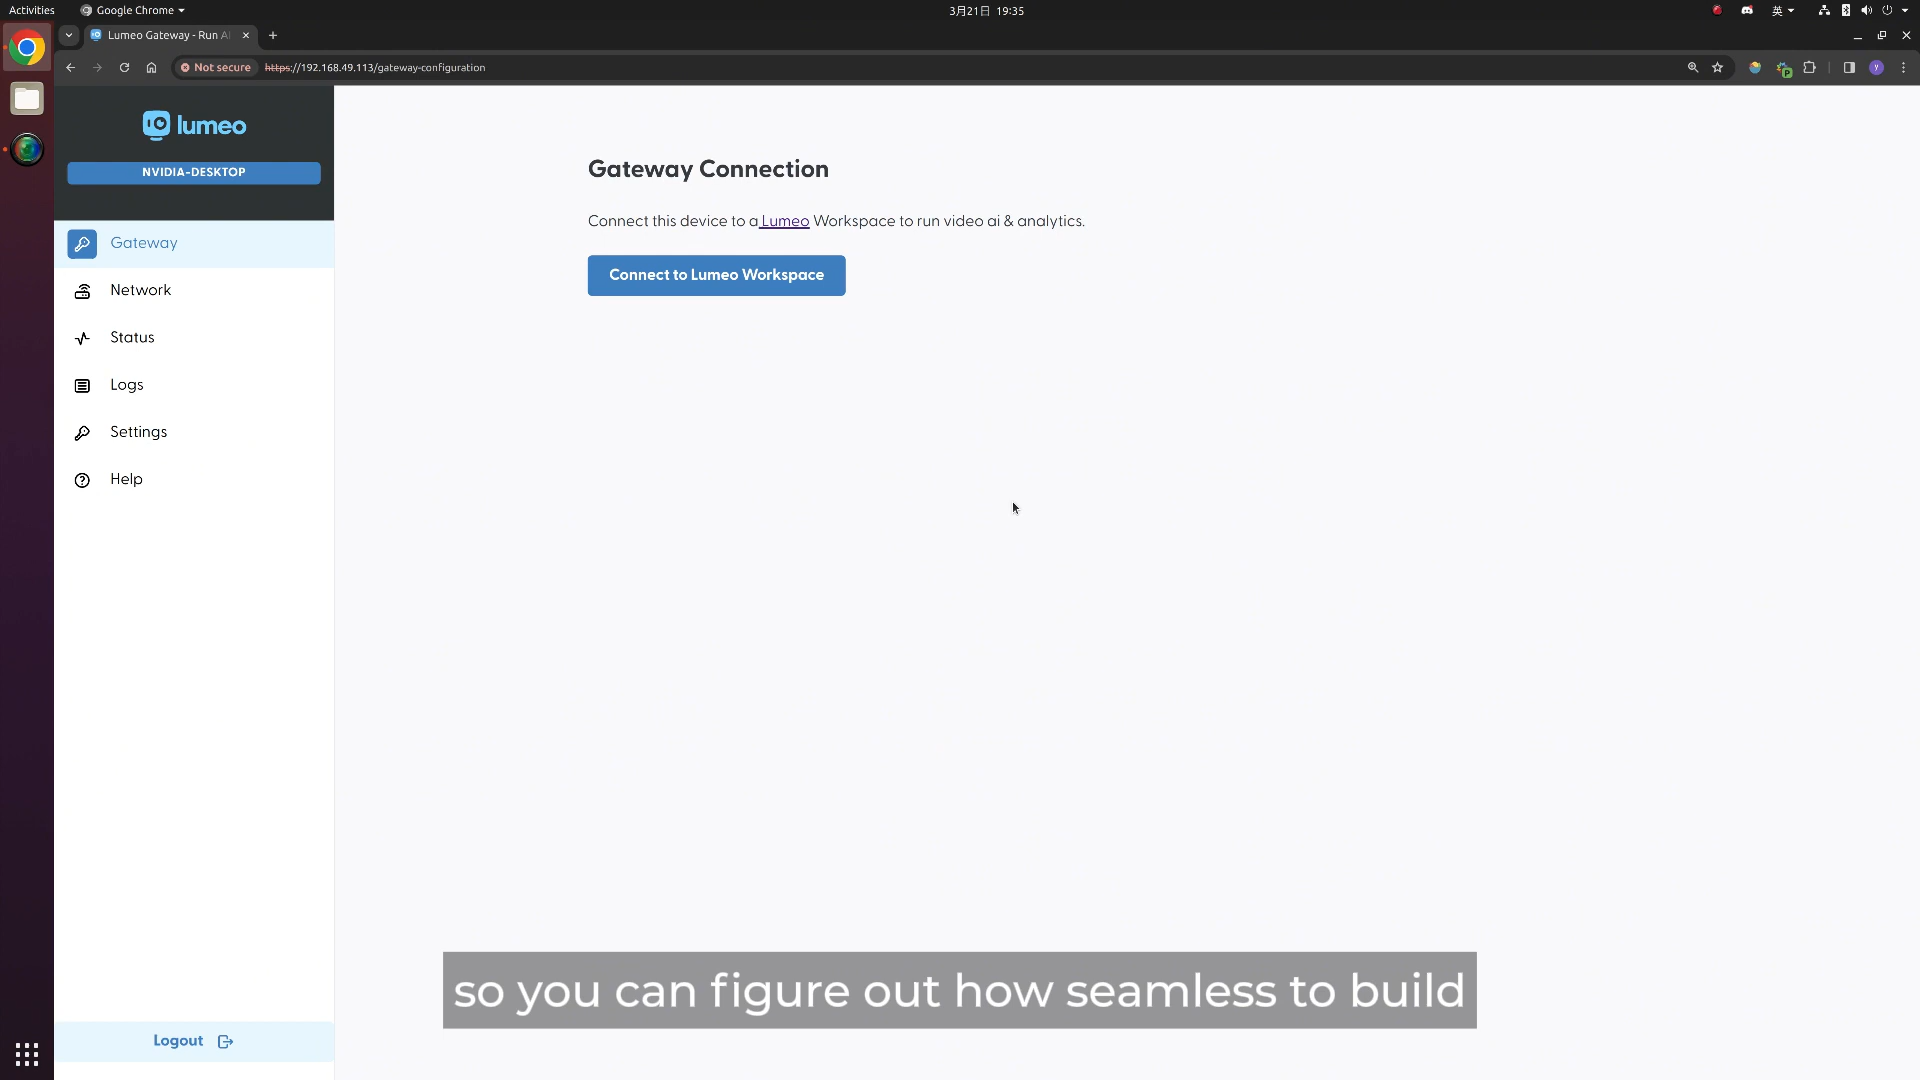 Activities
Google Chrome
3月21日 19:35
英
Lumeo Gateway - Run AI
Not secure
https://192.168.49.113/gateway-configuration
P
y
lumeo
NVIDIA-DESKTOP
Gateway
Network
Status
Logs
Settings
Help
Logout
Gateway Connection
Connect this device to a Lumeo Workspace to run video ai & analytics.
Connect to Lumeo Workspace
so you can figure out how seamless to build